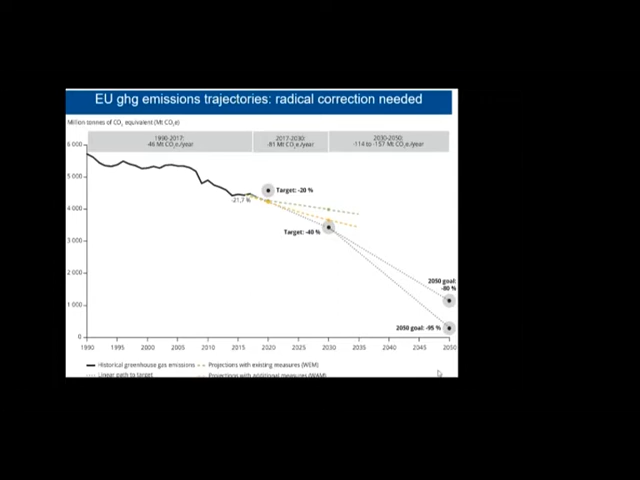 EU ghg emissions trajectories: radical correction needed
Million tonnes of CO₂ equivalent (Mt CO₂e)
1990-2017: 2017-2030: 2030-2050:
-46 Mt CO₂e./year -81 Mt CO₂e./year -114 to -157 Mt CO₂e./year
6 000
5 000
Target: -20 %
-21,7 %
4 000
Target: -40 %
3 000
2 000
2050 goal:
-80 %
1 000
2050 goal: -95 %
0
1990 1995 2000 2005 2010 2015 2020 2025 2030 2035 2040 2045 2050
Historical greenhouse gas emissions Projections with existing measures (WEM)
Linear path to target Projections with additional measures (WAM)